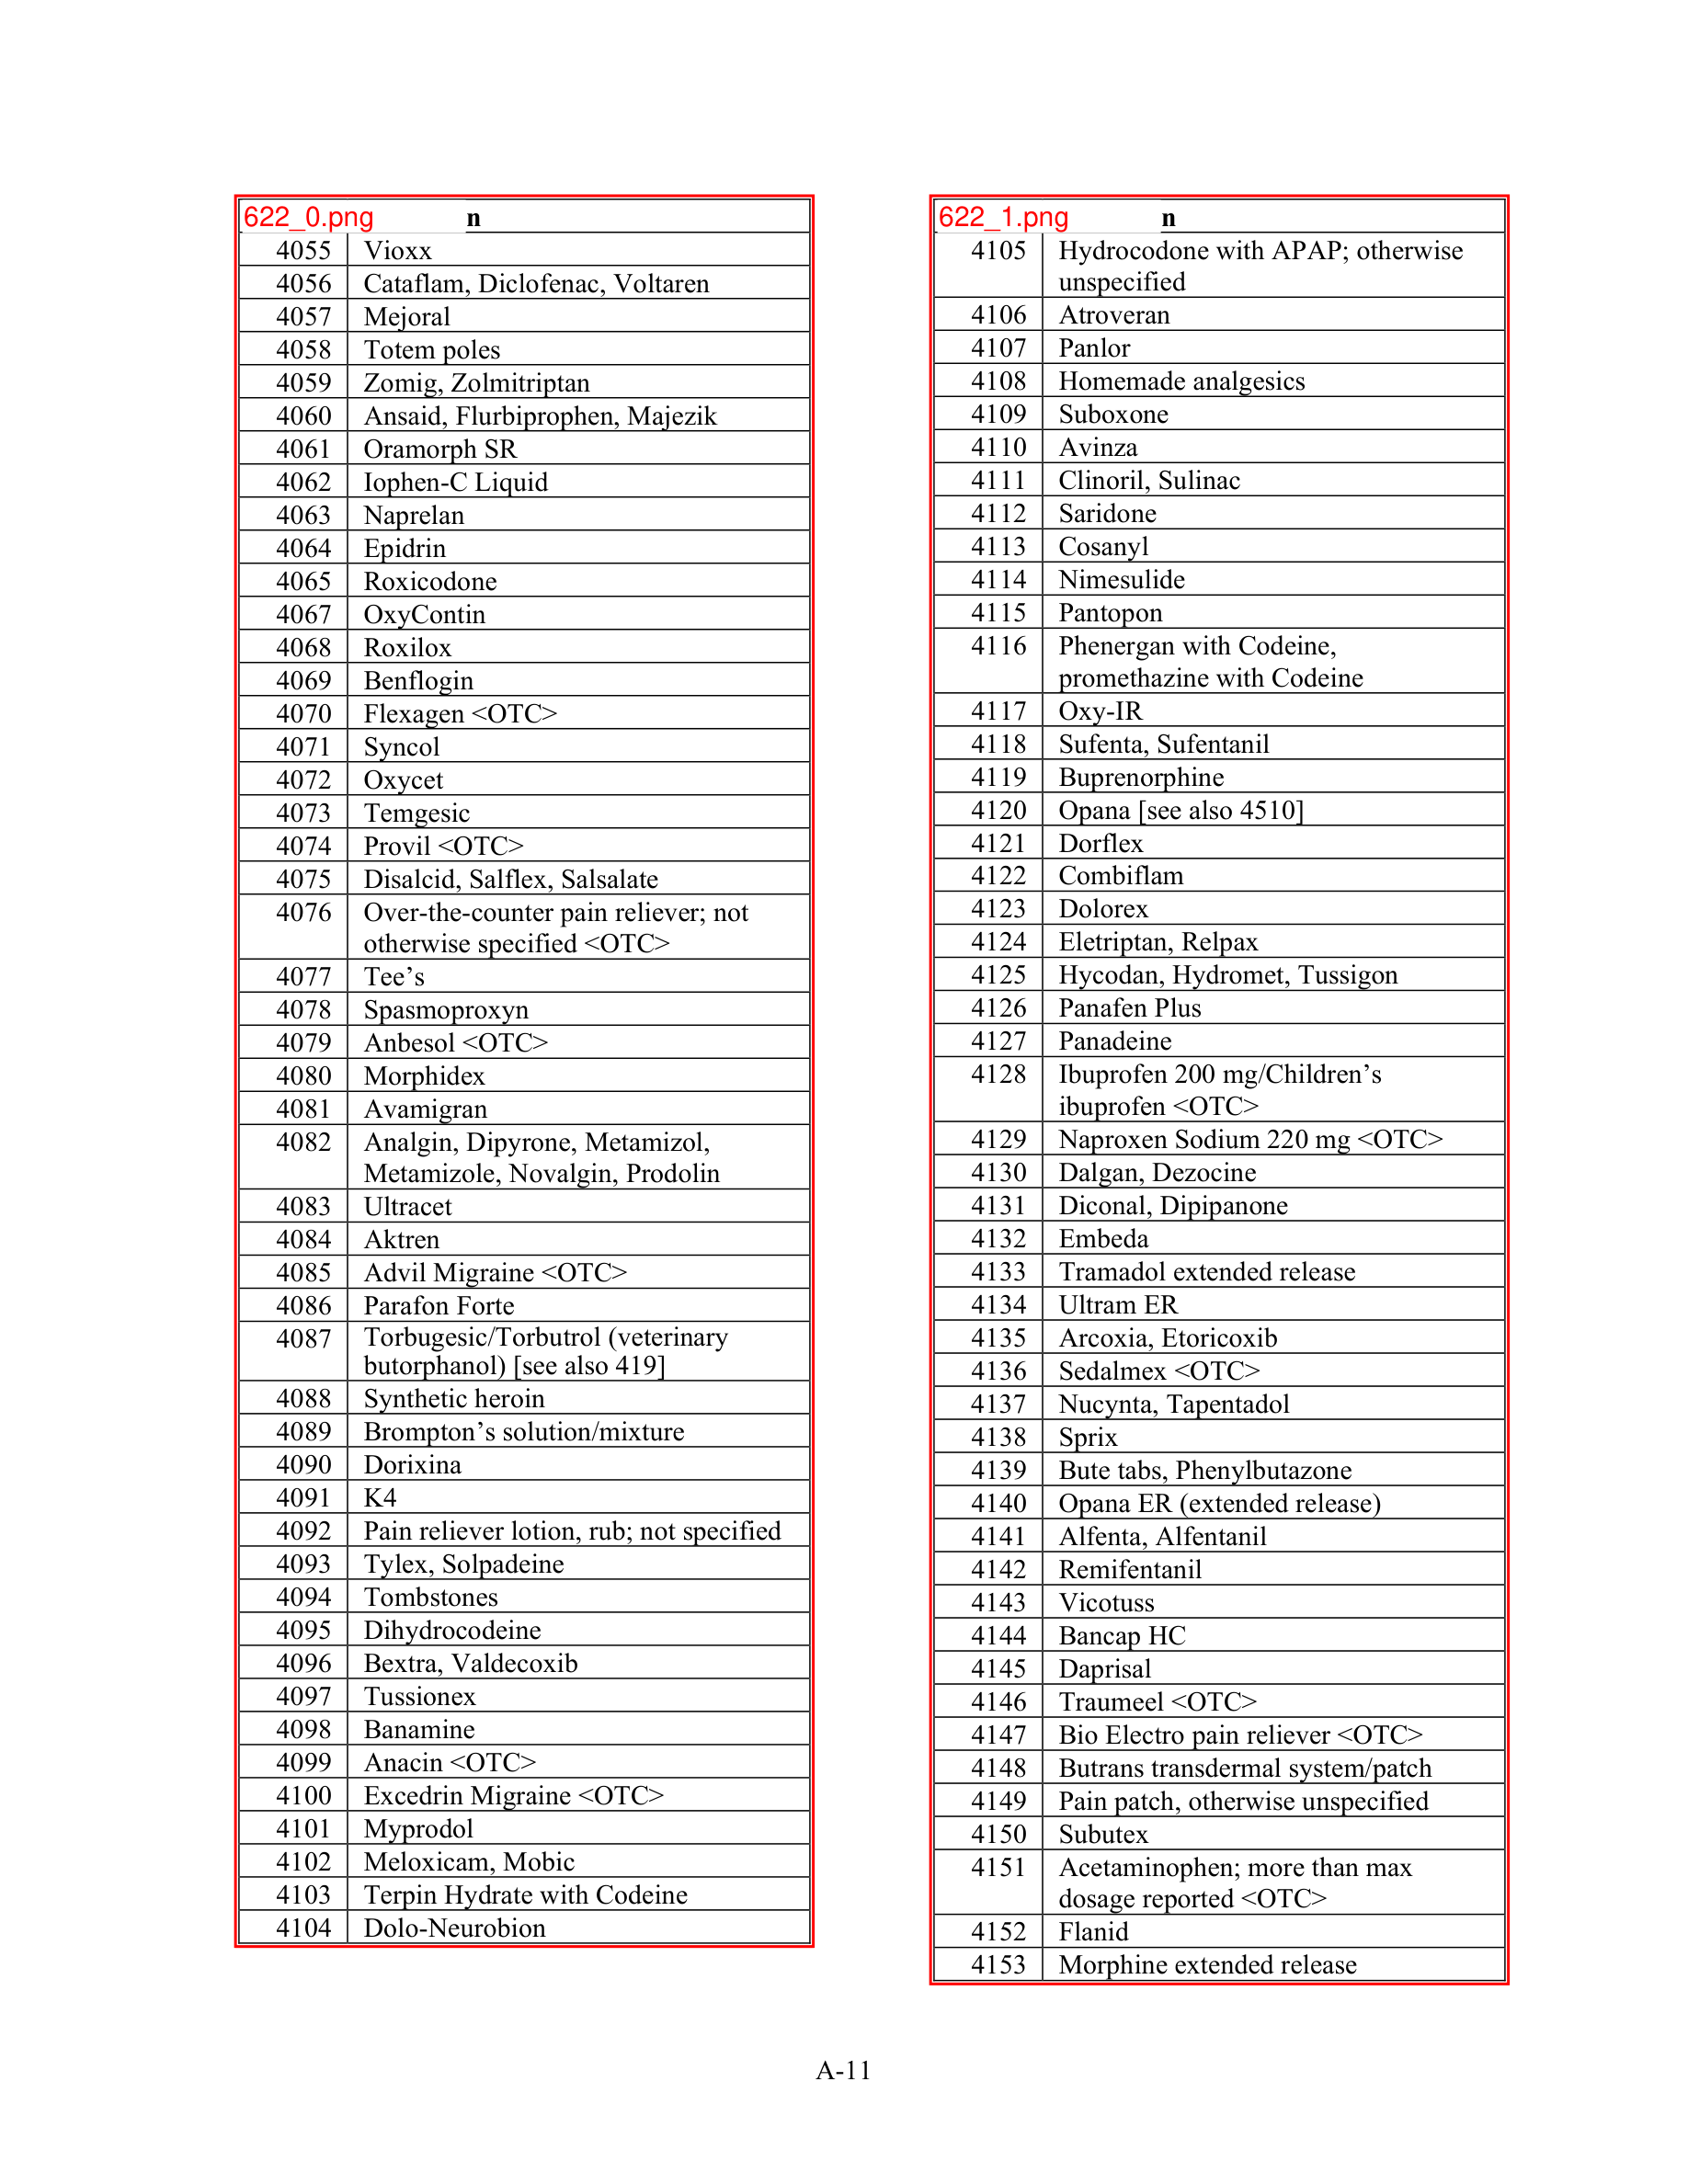 622_0.png n
4055 Vioxx
4056 Cataflam, Diclofenac, Voltaren
4057 Mejoral
4058 Totem poles
4059 Zomig, Zolmitriptan
4060 Ansaid, Flurbiprophen, Majezik
4061 Oramorph SR
4062 Iophen-C Liquid
4063 Naprelan
4064 Epidrin
4065 Roxicodone
4067 OxyContin
4068 Roxilox
4069 Benflogin
4070 Flexagen <OTC>
4071 Syncol
4072 Oxycet
4073 Temgesic
4074 Provil <OTC>
4075 Disalcid, Salflex, Salsalate
4076 Over-the-counter pain reliever; not
otherwise specified <OTC>
4077 Tee’s
4078 Spasmoproxyn
4079 Anbesol <OTC>
4080 Morphidex
4081 Avamigran
4082 Analgin, Dipyrone, Metamizol,
Metamizole, Novalgin, Prodolin
4083 Ultracet
4084 Aktren
4085 Advil Migraine <OTC>
4086 Parafon Forte
4087 Torbugesic/Torbutrol (veterinary
butorphanol) [see also 419]
4088 Synthetic heroin
4089 Brompton’s solution/mixture
4090 Dorixina
4091 K4
4092 Pain reliever lotion, rub; not specified
4093 Tylex, Solpadeine
4094 Tombstones
4095 Dihydrocodeine
4096 Bextra, Valdecoxib
4097 Tussionex
4098 Banamine
4099 Anacin <OTC>
4100 Excedrin Migraine <OTC>
4101 Myprodol
4102 Meloxicam, Mobic
4103 Terpin Hydrate with Codeine
4104 Dolo-Neurobion
622_1.png n
4105 Hydrocodone with APAP; otherwise
unspecified
4106 Atroveran
4107 Panlor
4108 Homemade analgesics
4109 Suboxone
4110 Avinza
4111 Clinoril, Sulinac
4112 Saridone
4113 Cosanyl
4114 Nimesulide
4115 Pantopon
4116 Phenergan with Codeine,
promethazine with Codeine
4117 Oxy-IR
4118 Sufenta, Sufentanil
4119 Buprenorphine
4120 Opana [see also 4510]
4121 Dorflex
4122 Combiflam
4123 Dolorex
4124 Eletriptan, Relpax
4125 Hycodan, Hydromet, Tussigon
4126 Panafen Plus
4127 Panadeine
4128 Ibuprofen 200 mg/Children’s
ibuprofen <OTC>
4129 Naproxen Sodium 220 mg <OTC>
4130 Dalgan, Dezocine
4131 Diconal, Dipipanone
4132 Embeda
4133 Tramadol extended release
4134 Ultram ER
4135 Arcoxia, Etoricoxib
4136 Sedalmex <OTC>
4137 Nucynta, Tapentadol
4138 Sprix
4139 Bute tabs, Phenylbutazone
4140 Opana ER (extended release)
4141 Alfenta, Alfentanil
4142 Remifentanil
4143 Vicotuss
4144 Bancap HC
4145 Daprisal
4146 Traumeel <OTC>
4147 Bio Electro pain reliever <OTC>
4148 Butrans transdermal system/patch
4149 Pain patch, otherwise unspecified
4150 Subutex
4151 Acetaminophen; more than max
dosage reported <OTC>
4152 Flanid
4153 Morphine extended release
A-11